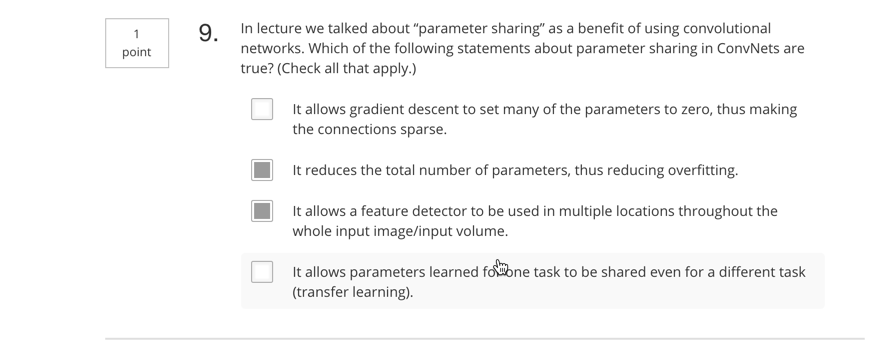 1
point
9.
In lecture we talked about “parameter sharing” as a benefit of using convolutional
networks. Which of the following statements about parameter sharing in ConvNets are
true? (Check all that apply.)
It allows gradient descent to set many of the parameters to zero, thus making
the connections sparse.
It reduces the total number of parameters, thus reducing overfitting.
It allows a feature detector to be used in multiple locations throughout the
whole input image/input volume.
It allows parameters learned for one task to be shared even for a different task
(transfer learning).